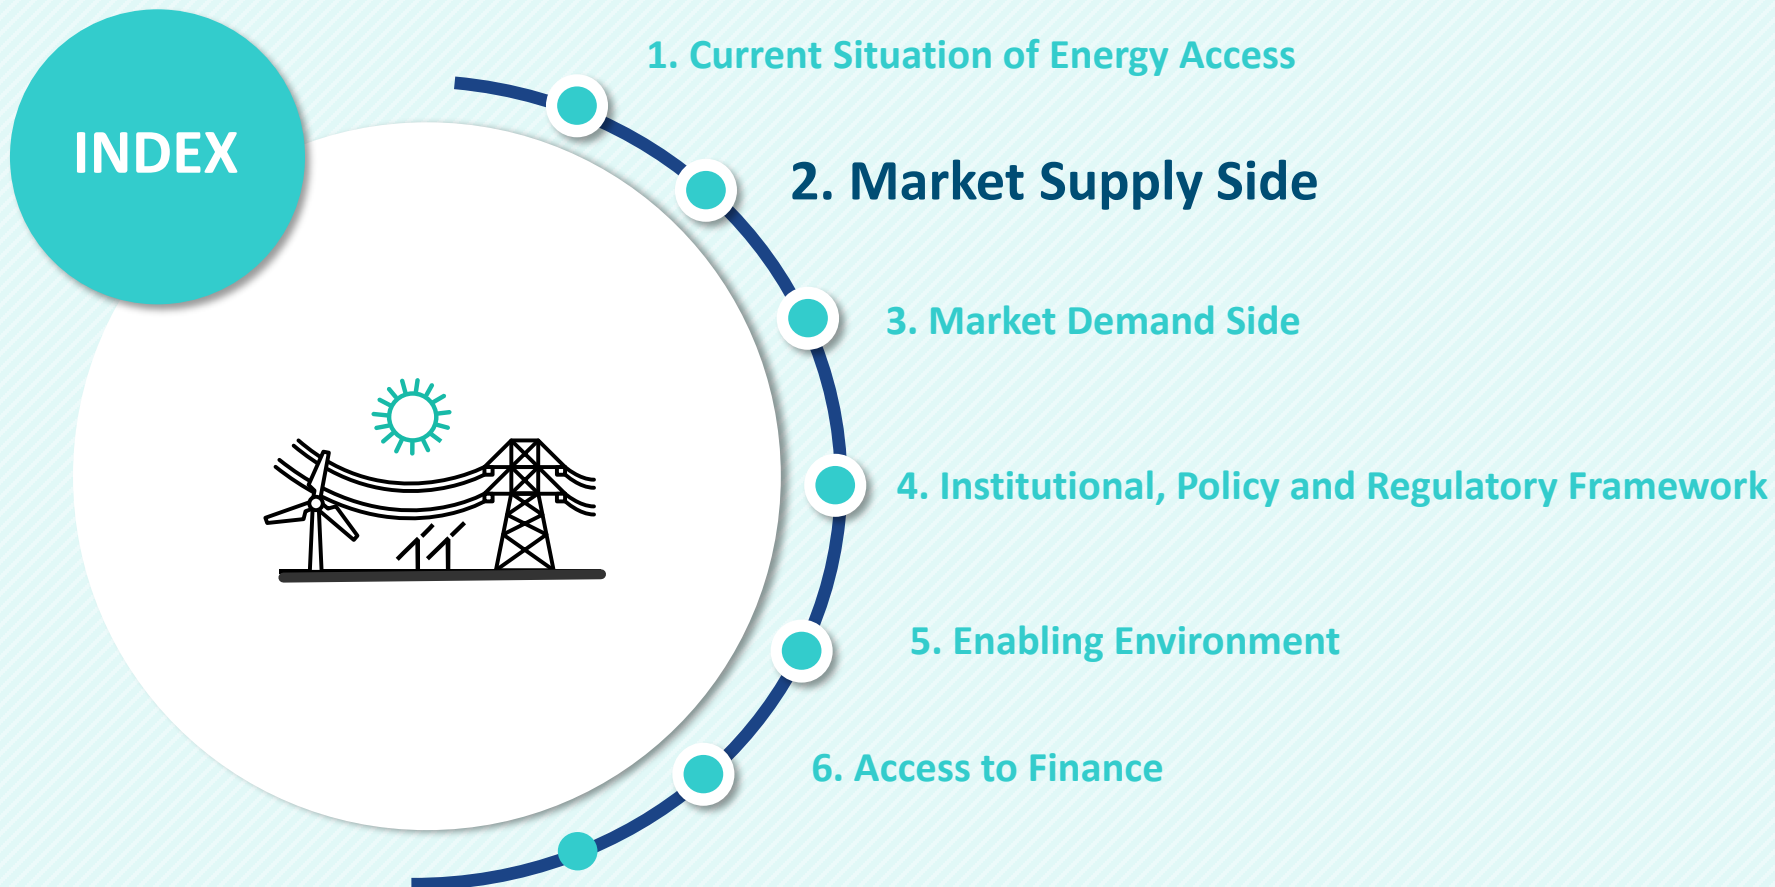 INDEX
1. Current Situation of Energy Access
2. Market Supply Side
3. Market Demand Side
4. Institutional, Policy and Regulatory Framework
5. Enabling Environment
6. Access to Finance